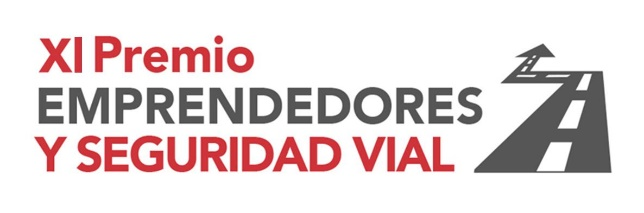 XI Premio
EMPRENDEDORES
Y SEGURIDAD VIAL